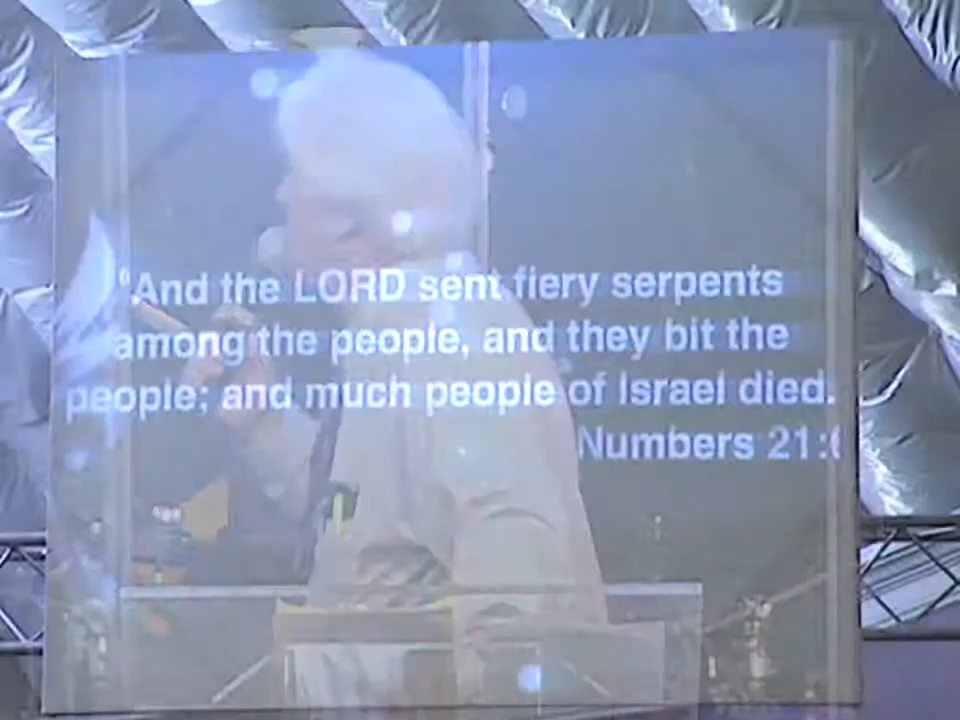 "And the LORD sent fiery serpents
among the people, and they bit the
people; and much people of Israel died.
Numbers 21: